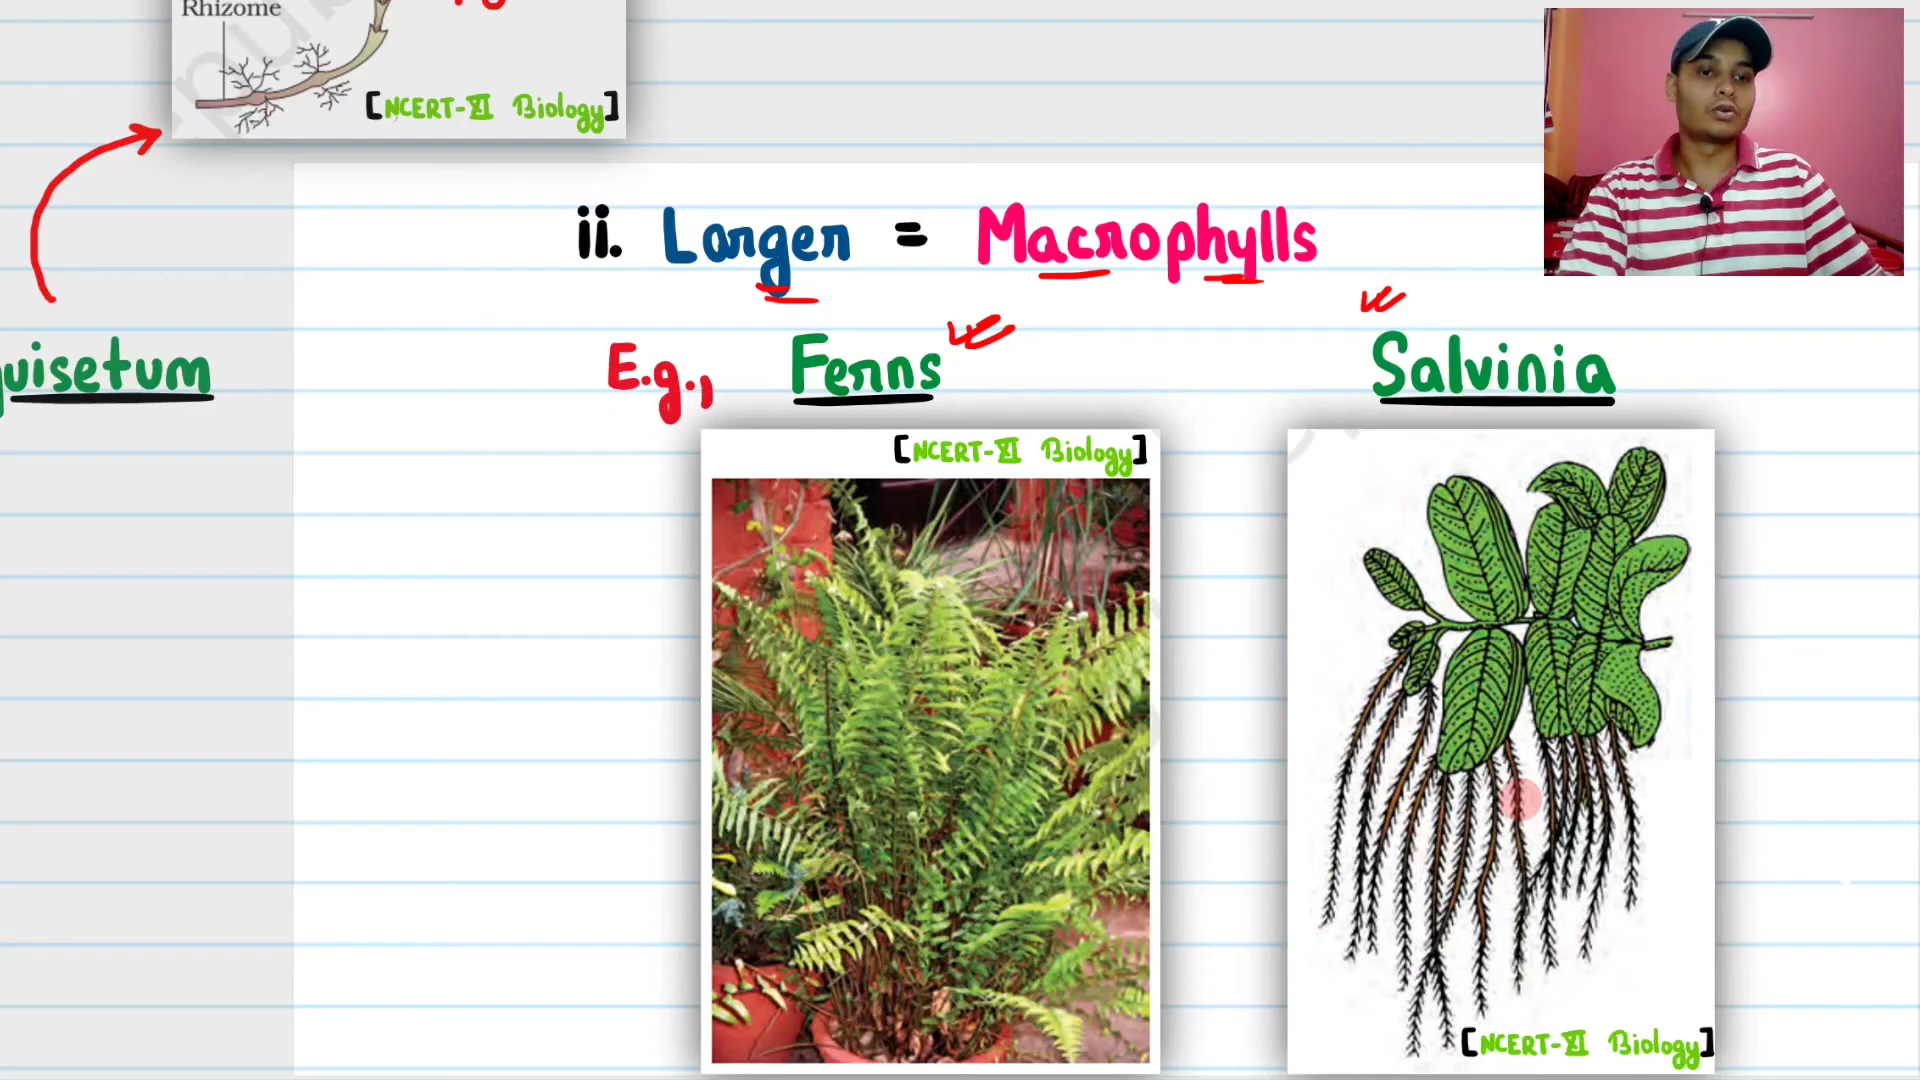 Rhizome
[NCERT-XI Biology]
ii. Larger = Macrophylls
uisetum
E.g., Ferns
Salvinia
[NCERT-XI Biology]
[NCERT-XI Biology]